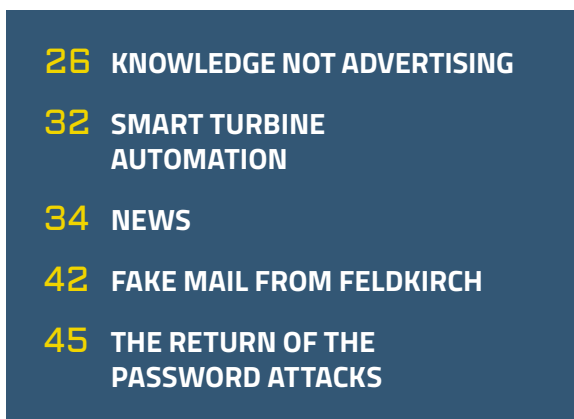 26 KNOWLEDGE NOT ADVERTISING
32 SMART TURBINE
AUTOMATION
34 NEWS
42 FAKE MAIL FROM FELDKIRCH
45 THE RETURN OF THE
PASSWORD ATTACKS